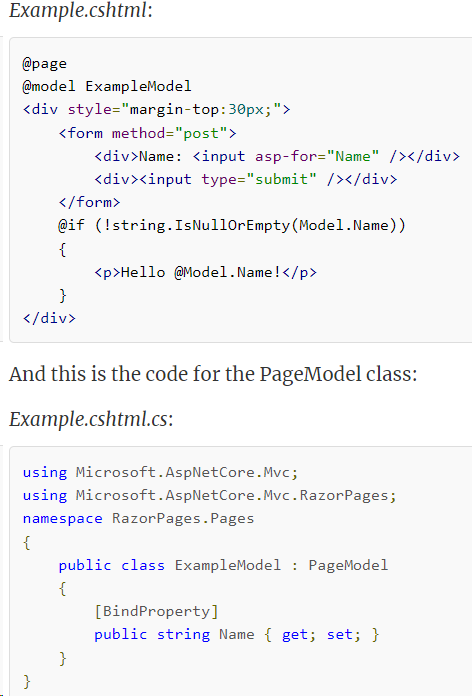 Example.cshtml:
@page
@model ExampleModel
<div style="margin-top:30px;">
    <form method="post">
        <div>Name: <input asp-for="Name" /></div>
        <div><input type="submit" /></div>
    </form>
    @if (!string.IsNullOrEmpty(Model.Name))
    {
        <p>Hello @Model.Name!</p>
    }
</div>
And this is the code for the PageModel class:
Example.cshtml.cs:
using Microsoft.AspNetCore.Mvc;
using Microsoft.AspNetCore.Mvc.RazorPages;
namespace RazorPages.Pages
{
    public class ExampleModel : PageModel
    {
        [BindProperty]
        public string Name { get; set; }
    }
}